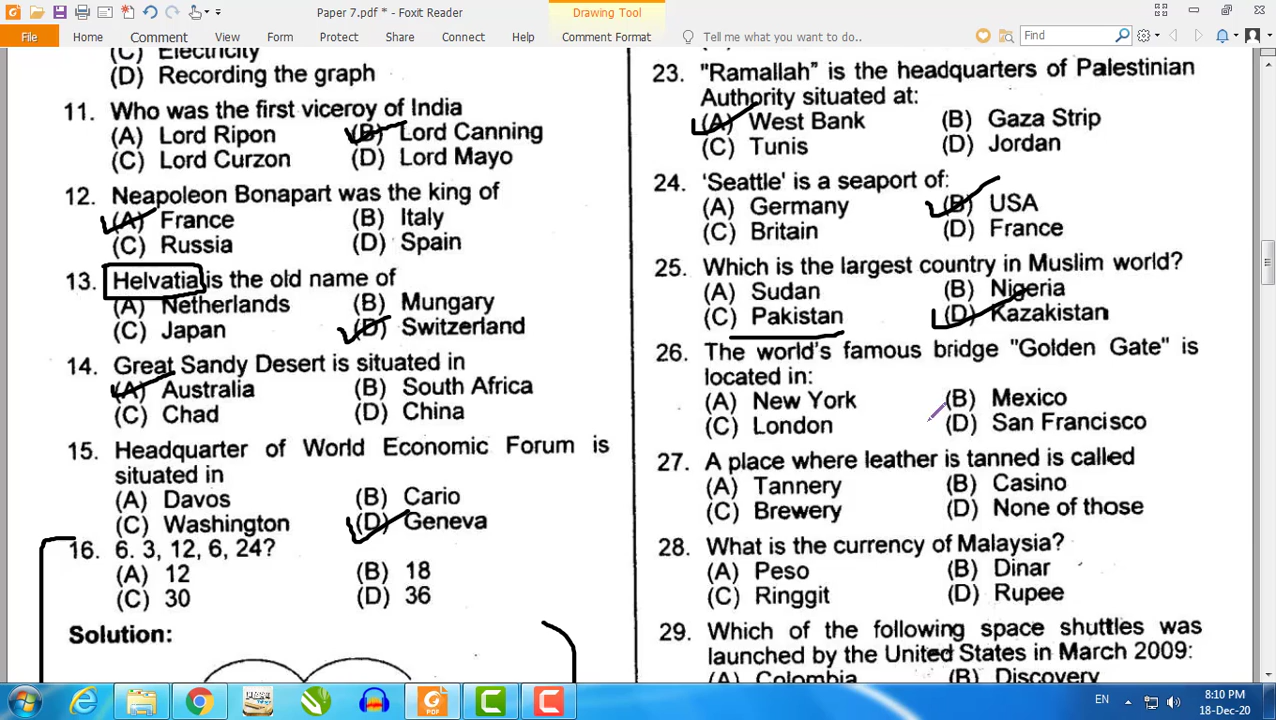 Paper 7.pdf * - Foxit Reader
Drawing Tool
File
Home
Comment
View
Form
Protect
Share
Connect
Help
Comment Format
Tell me what you want to do...
Find
(C) Electricity
(D) Recording the graph
11. Who was the first viceroy of India
(A) Lord Ripon (B) Lord Canning
(C) Lord Curzon (D) Lord Mayo
12. Neapoleon Bonapart was the king of
(A) France (B) Italy
(C) Russia (D) Spain
13. Helvatia is the old name of
(A) Netherlands (B) Mungary
(C) Japan (D) Switzerland
14. Great Sandy Desert is situated in
(A) Australia (B) South Africa
(C) Chad (D) China
15. Headquarter of World Economic Forum is
situated in
(A) Davos (B) Cario
(C) Washington (D) Geneva
16. 6. 3, 12, 6, 24?
(A) 12 (B) 18
(C) 30 (D) 36
Solution:
23. "Ramallah" is the headquarters of Palestinian
Authority situated at:
(A) West Bank (B) Gaza Strip
(C) Tunis (D) Jordan
24. 'Seattle' is a seaport of:
(A) Germany (B) USA
(C) Britain (D) France
25. Which is the largest country in Muslim world?
(A) Sudan (B) Nigeria
(C) Pakistan (D) Kazakistan
26. The world's famous bridge "Golden Gate" is
located in:
(A) New York (B) Mexico
(C) London (D) San Francisco
27. A place where leather is tanned is called
(A) Tannery (B) Casino
(C) Brewery (D) None of those
28. What is the currency of Malaysia?
(A) Peso (B) Dinar
(C) Ringgit (D) Rupee
29. Which of the following space shuttles was
launched by the United States in March 2009:
(A) Colombia (B) Discovery
EN
8:10 PM
18-Dec-20